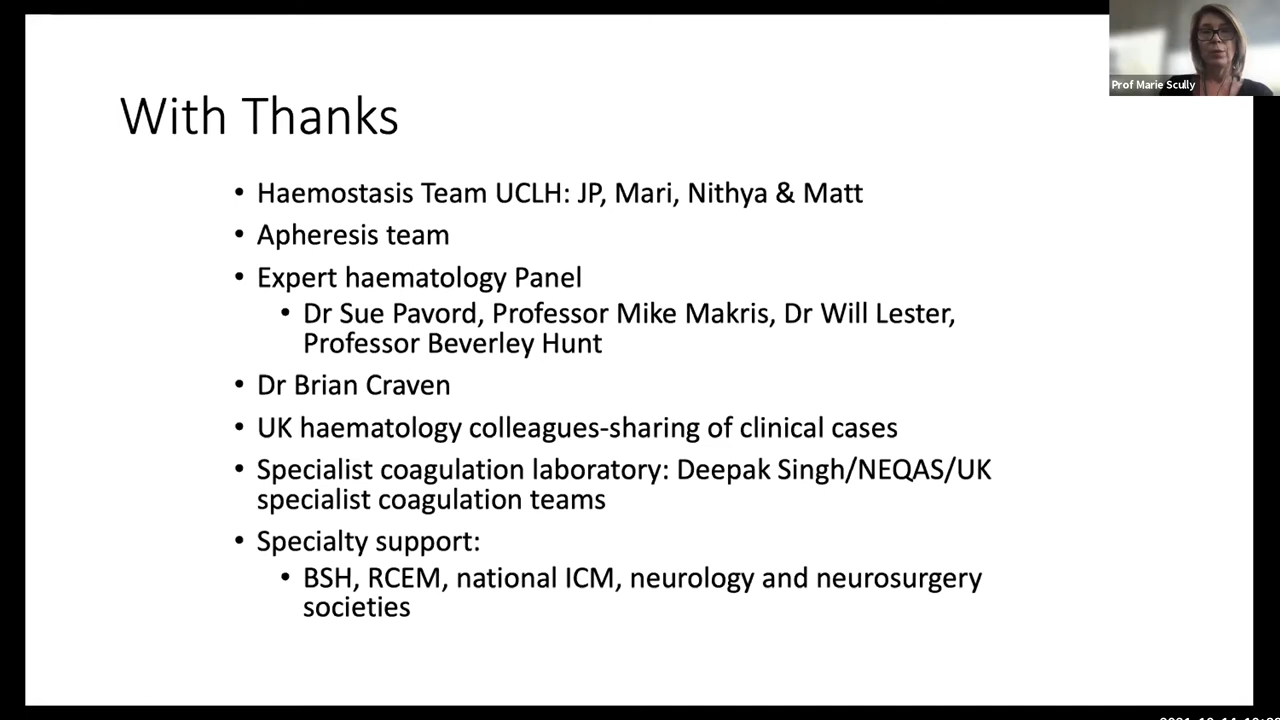 Prof Marie Scully
With Thanks
• Haemostasis Team UCLH: JP, Mari, Nithya & Matt
• Apheresis team
• Expert haematology Panel
• Dr Sue Pavord, Professor Mike Makris, Dr Will Lester,
Professor Beverley Hunt
• Dr Brian Craven
• UK haematology colleagues-sharing of clinical cases
• Specialist coagulation laboratory: Deepak Singh/NEQAS/UK
specialist coagulation teams
• Specialty support:
• BSH, RCEM, national ICM, neurology and neurosurgery
societies